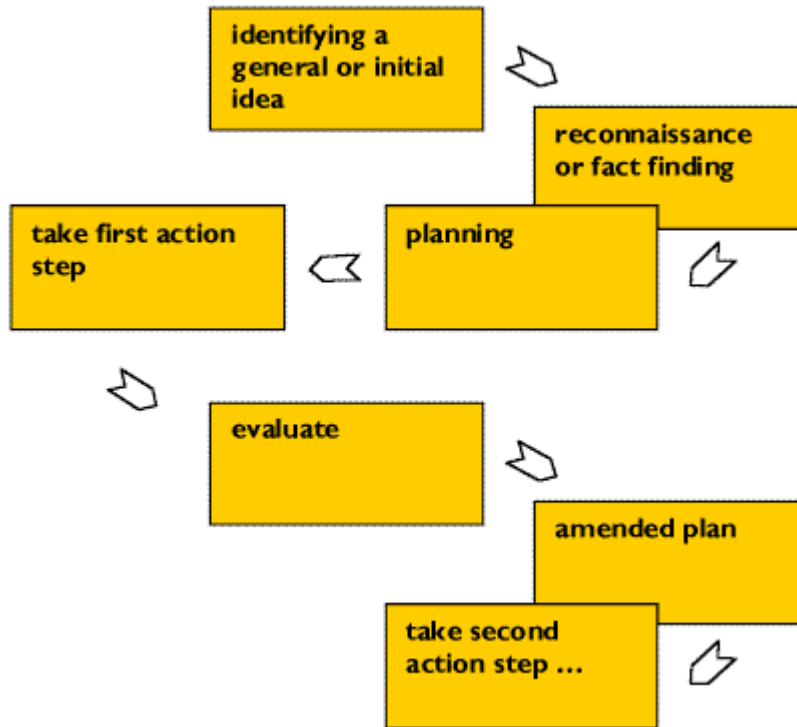 identifying a
general or initial
idea
reconnaissance
or fact finding
planning
take first action
step
evaluate
amended plan
take second
action step ...